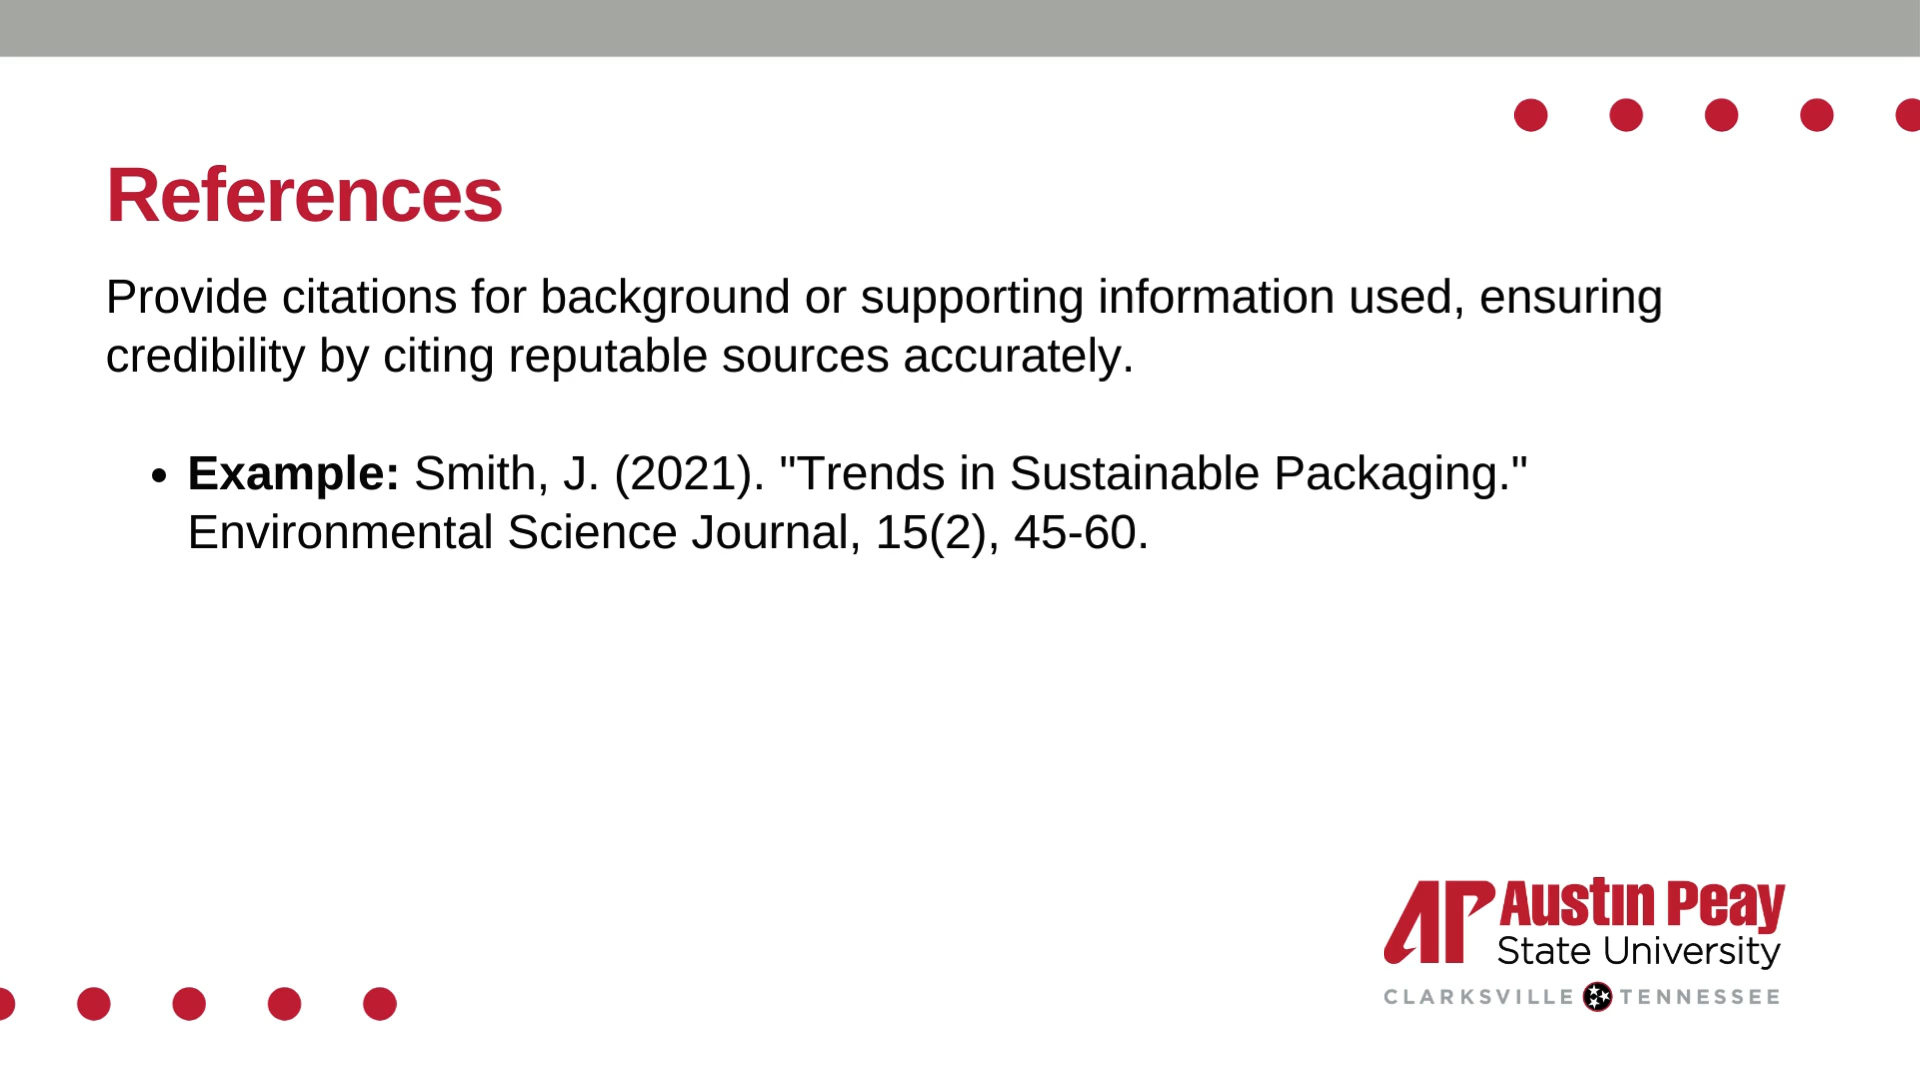 References
Provide citations for background or supporting information used, ensuring
credibility by citing reputable sources accurately.
• Example: Smith, J. (2021). "Trends in Sustainable Packaging."
Environmental Science Journal, 15(2), 45-60.
AP Austin Peay
State University
CLARKSVILLE TENNESSEE